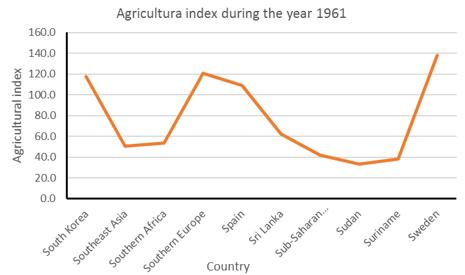 Agricultura index during the year 1961
Agricultural index
160.0
140.0
120.0
100.0
80.0
60.0
40.0
20.0
0.0
South Korea
Southeast Asia
Southern Africa
Southern Europe
Spain
Sri Lanka
Sub-Saharan...
Sudan
Suriname
Sweden
Country